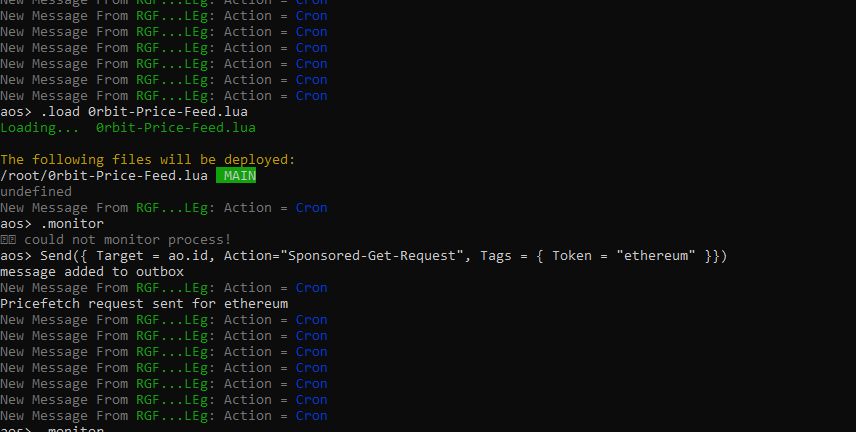 New Message From RGF...LEg: Action = Cron
New Message From RGF...LEg: Action = Cron
New Message From RGF...LEg: Action = Cron
New Message From RGF...LEg: Action = Cron
New Message From RGF...LEg: Action = Cron
New Message From RGF...LEg: Action = Cron
New Message From RGF...LEg: Action = Cron
aos> .load 0rbit-Price-Feed.lua
Loading... 0rbit-Price-Feed.lua
The following files will be deployed:
/root/0rbit-Price-Feed.lua MAIN
undefined
New Message From RGF...LEg: Action = Cron
aos> .monitor
could not monitor process!
aos> Send({ Target = ao.id, Action="Sponsored-Get-Request", Tags = { Token = "ethereum" }})
message added to outbox
New Message From RGF...LEg: Action = Cron
Pricefetch request sent for ethereum
New Message From RGF...LEg: Action = Cron
New Message From RGF...LEg: Action = Cron
New Message From RGF...LEg: Action = Cron
New Message From RGF...LEg: Action = Cron
New Message From RGF...LEg: Action = Cron
New Message From RGF...LEg: Action = Cron
New Message From RGF...LEg: Action = Cron
aos> .monitor